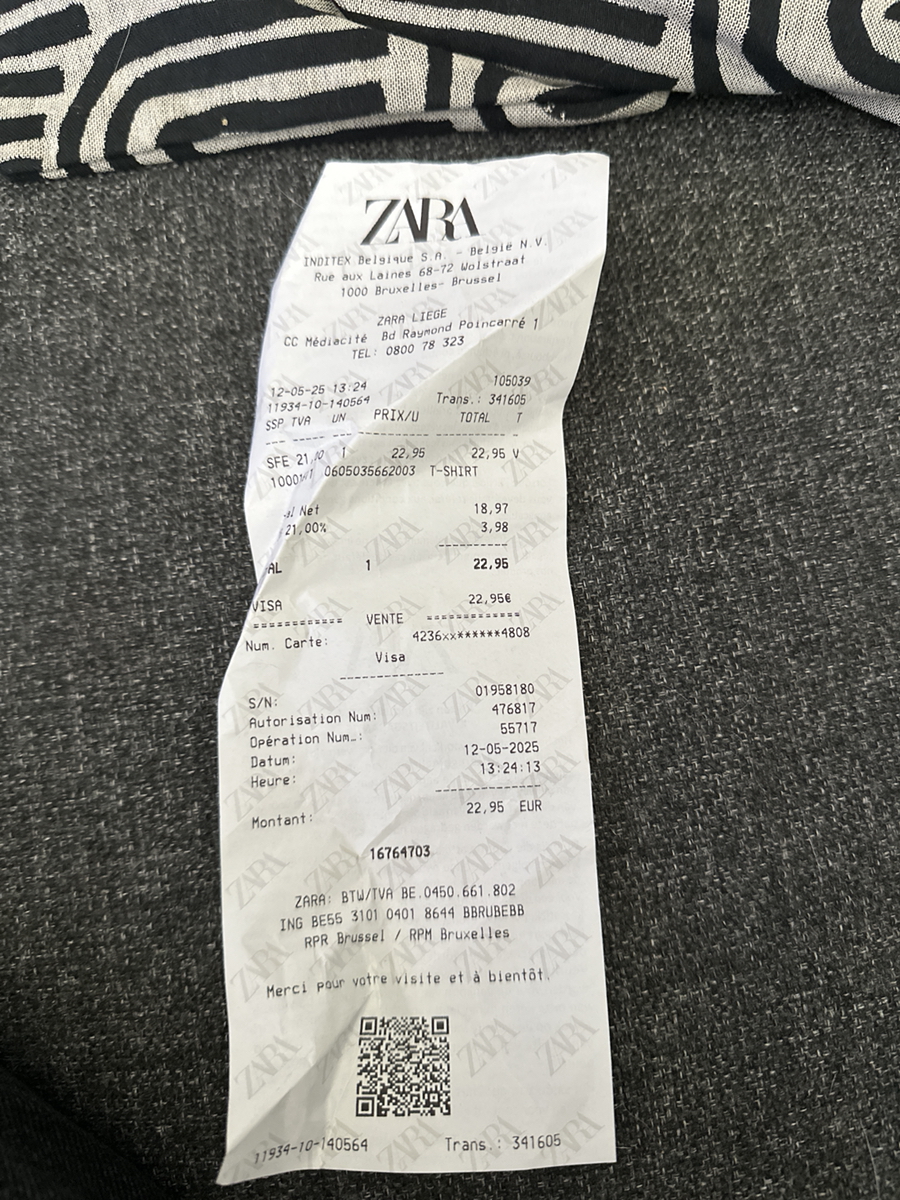 ZARA
INDITEX Belgique S.A. - België N.V.
Rue aux Laines 68-72 Wolstraat
1000 Bruxelles- Brussel
ZARA LIEGE
CC Médiacité Bd Raymond Poincarré 1
TEL: 0800 78 323
12-05-25 13:24 105039
11934-10-140564 Trans.: 341605
SSP TVA UN PRIX/U TOTAL T
SFE 1 22,95 22,95 V
0605035662003 T-SHIRT
Net 18,97
21,00% 3,98
AL 1 22,95
VISA 22,95€
============ VENTE ============
Num. Carte: 4236xx******4808
Visa
S/N: 01958180
Autorisation Num: 476817
Opération Num.: 55717
Datum: 12-05-2025
Heure: 13:24:13
Montant: 22,95 EUR
16764703
ZARA: BTW/TVA BE.0450.661.802
ING BE55 3101 0401 8644 BBRUBEBB
RPR Brussel / RPM Bruxelles
Merci pour votre visite et à bientôt.
11934-10-140564 Trans.: 341605